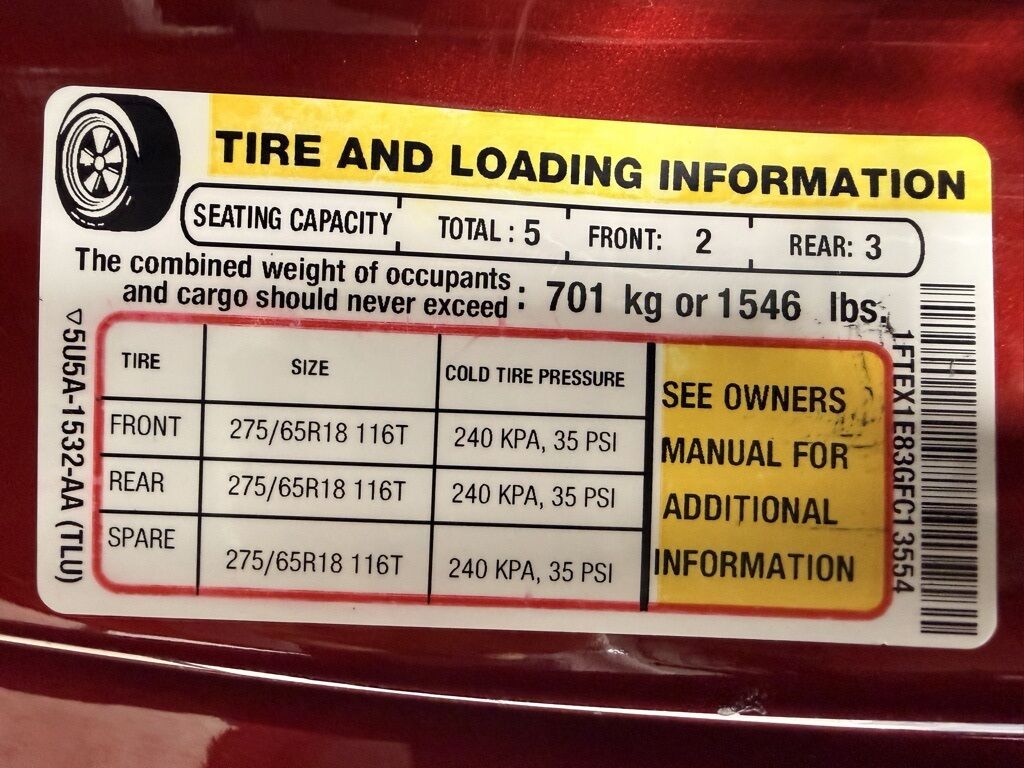 TIRE AND LOADING INFORMATION
SEATING CAPACITY TOTAL : 5 FRONT: 2 REAR: 3
The combined weight of occupants
and cargo should never exceed : 701 kg or 1546 lbs.
TIRE SIZE COLD TIRE PRESSURE
FRONT 275/65R18 116T 240 KPA, 35 PSI
REAR 275/65R18 116T 240 KPA, 35 PSI
SPARE 275/65R18 116T 240 KPA, 35 PSI
SEE OWNERS
MANUAL FOR
ADDITIONAL
INFORMATION
▽5U5A-1532-AA (TLU)
1FTEX1E83GFC13554